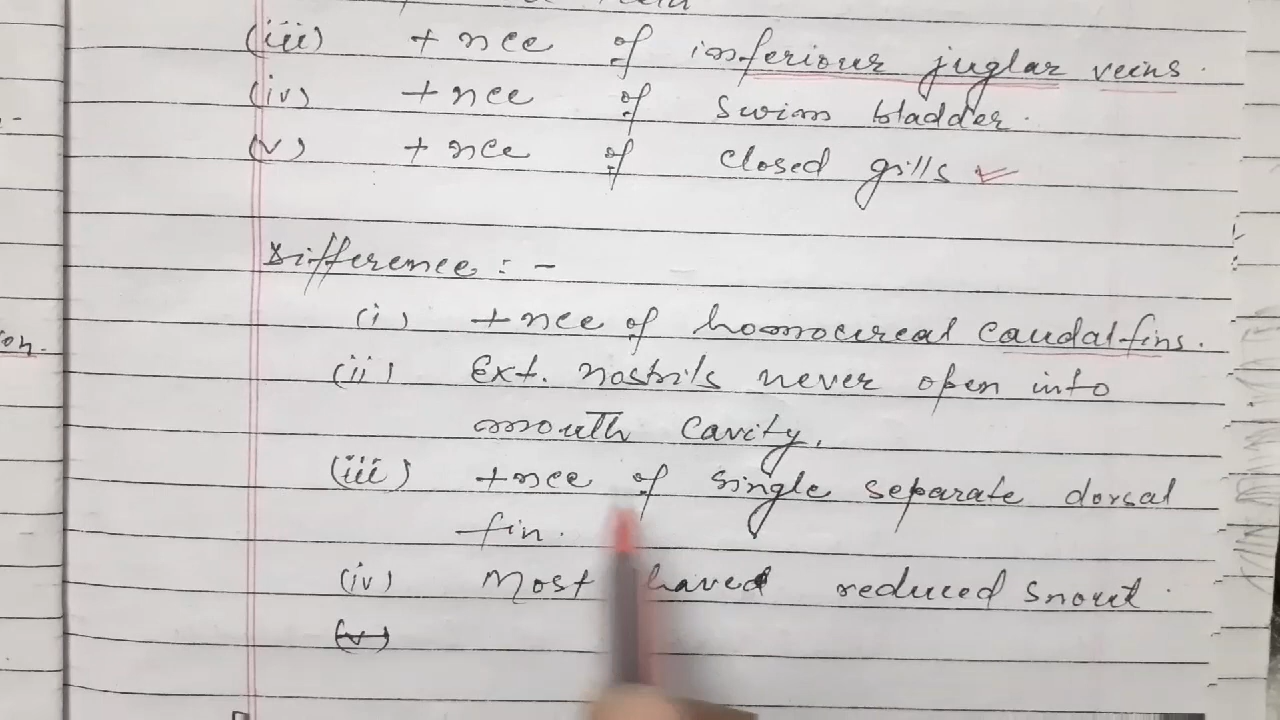 (iii) +nce of inferiour juglar veins.
(iv) +nce of swim bladder.
(v) +nce of closed gills
Difference :-
(i) +nce of homocureal caudal fins.
(ii) Ext. nostrils never open into
mouth cavity.
(iii) +nce of single separate dorsal
fin.
(iv) Most haved reduced snout.
(v)
on.